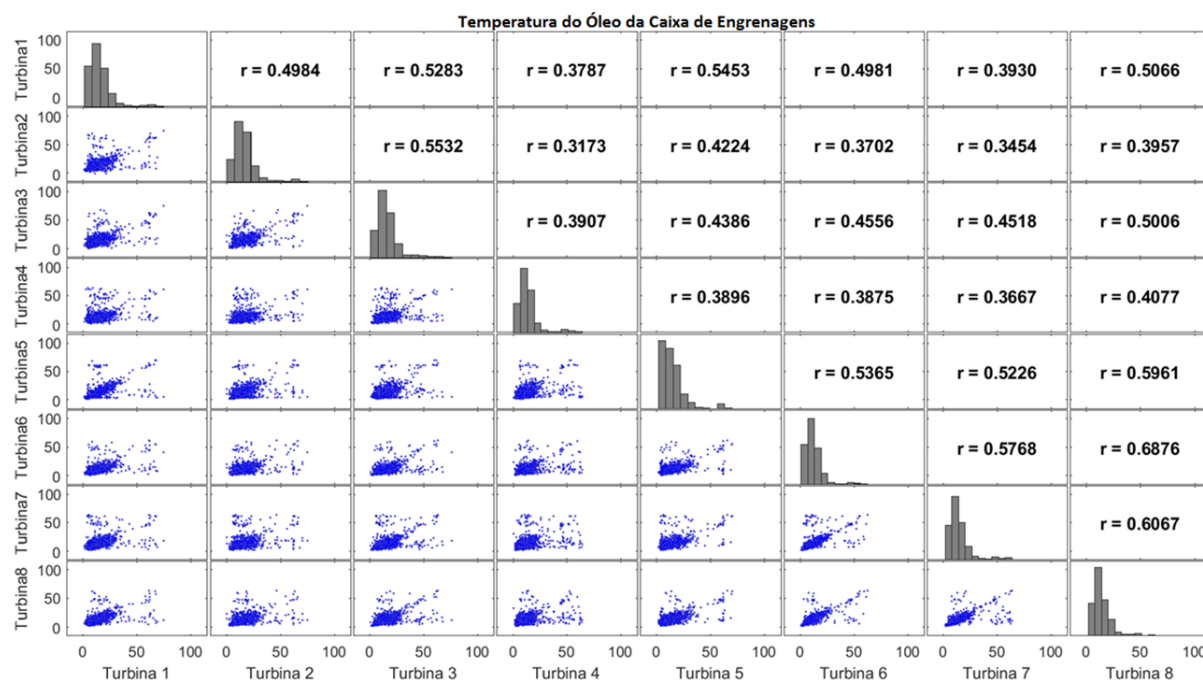 Temperatura do Óleo da Caixa de Engrenagens
Turbina1 100 50 0 r = 0.4984 r = 0.5283 r = 0.3787 r = 0.5453 r = 0.4981 r = 0.3930 r = 0.5066
Turbina2 100 50 0 r = 0.5532 r = 0.3173 r = 0.4224 r = 0.3702 r = 0.3454 r = 0.3957
Turbina3 100 50 0 r = 0.3907 r = 0.4386 r = 0.4556 r = 0.4518 r = 0.5006
Turbina4 100 50 0 r = 0.3896 r = 0.3875 r = 0.3667 r = 0.4077
Turbina5 100 50 0 r = 0.5365 r = 0.5226 r = 0.5961
Turbina6 100 50 0 r = 0.5768 r = 0.6876
Turbina7 100 50 0 r = 0.6067
Turbina8 100 50 0
0 50 100 0 50 100 0 50 100 0 50 100 0 50 100 0 50 100 0 50 100 0 50 100
Turbina 1 Turbina 2 Turbina 3 Turbina 4 Turbina 5 Turbina 6 Turbina 7 Turbina 8